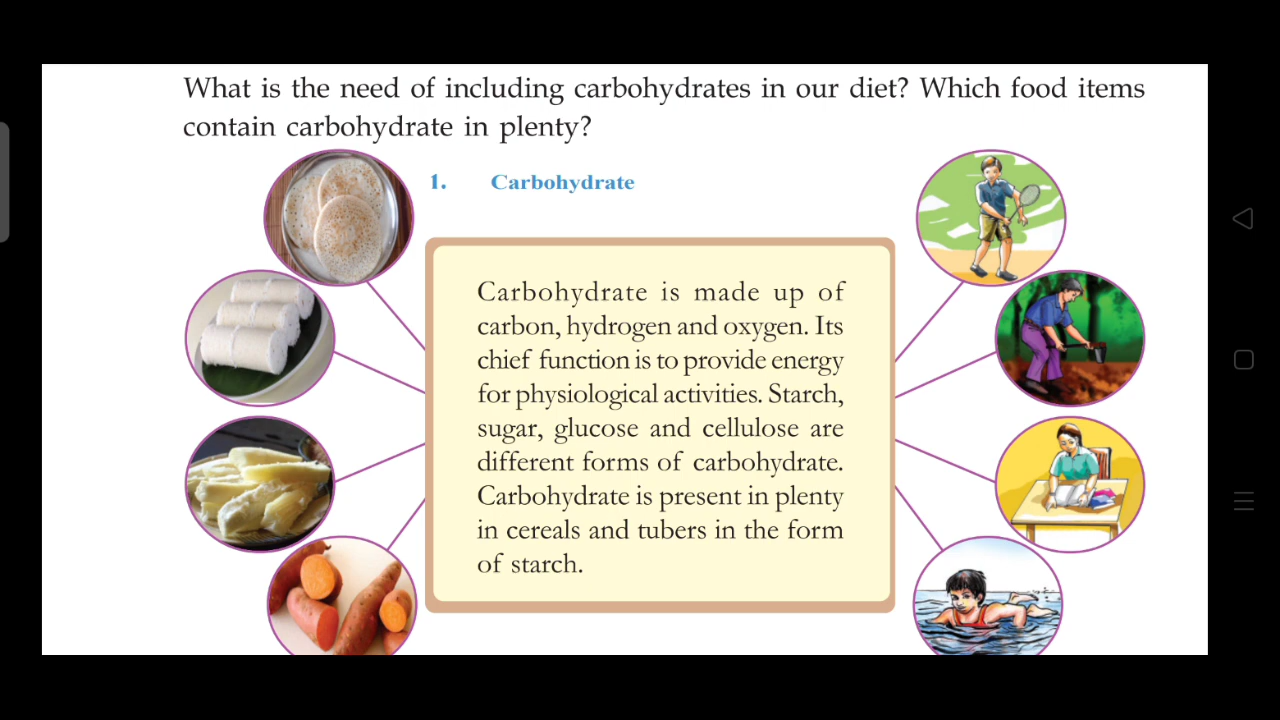 What is the need of including carbohydrates in our diet? Which food items
contain carbohydrate in plenty?
1. Carbohydrate
Carbohydrate is made up of
carbon, hydrogen and oxygen. Its
chief function is to provide energy
for physiological activities. Starch,
sugar, glucose and cellulose are
different forms of carbohydrate.
Carbohydrate is present in plenty
in cereals and tubers in the form
of starch.